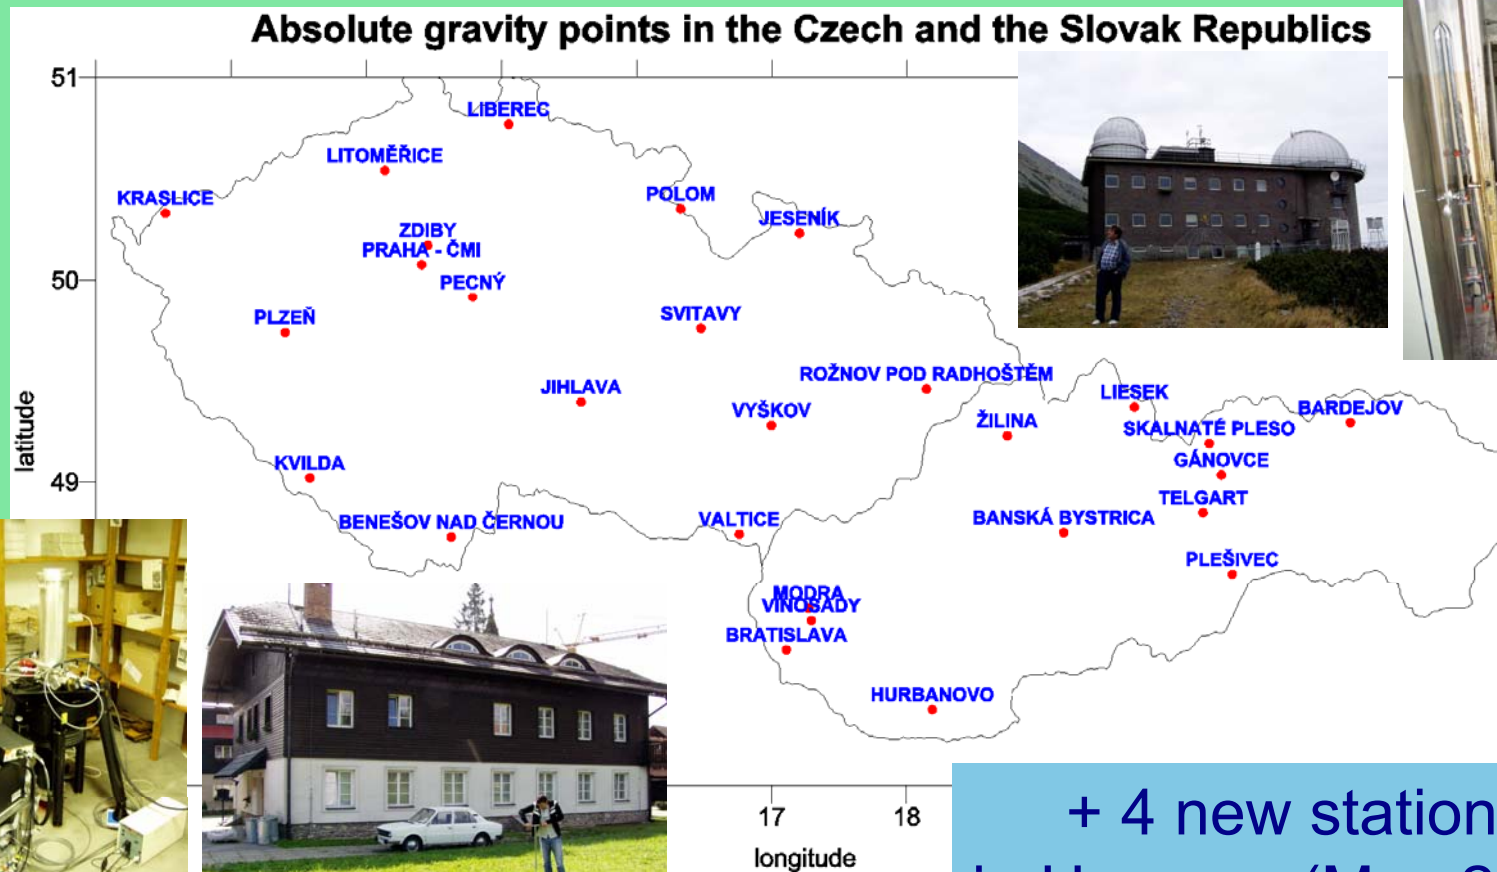 Absolute gravity points in the Czech and the Slovak Republics
51
LIBEREC
LITOMĚŘICE
KRASLICE
POLOM
JESENÍK
ZDIBY
PRAHA - ČMI
50
PECNÝ
PLZEŇ
SVITAVY
ROŽNOV POD RADHOŠTĚM
JIHLAVA
LIESEK
VYŠKOV
BARDEJOV
ŽILINA
SKALNATÉ PLESO
latitude
KVILDA
GÁNOVCE
49
TELGART
BENEŠOV NAD ČERNOU
VALTICE
BANSKÁ BYSTRICA
PLEŠIVEC
MODRA
VINOSADY
BRATISLAVA
HURBANOVO
17
18
longitude
+ 4 new station